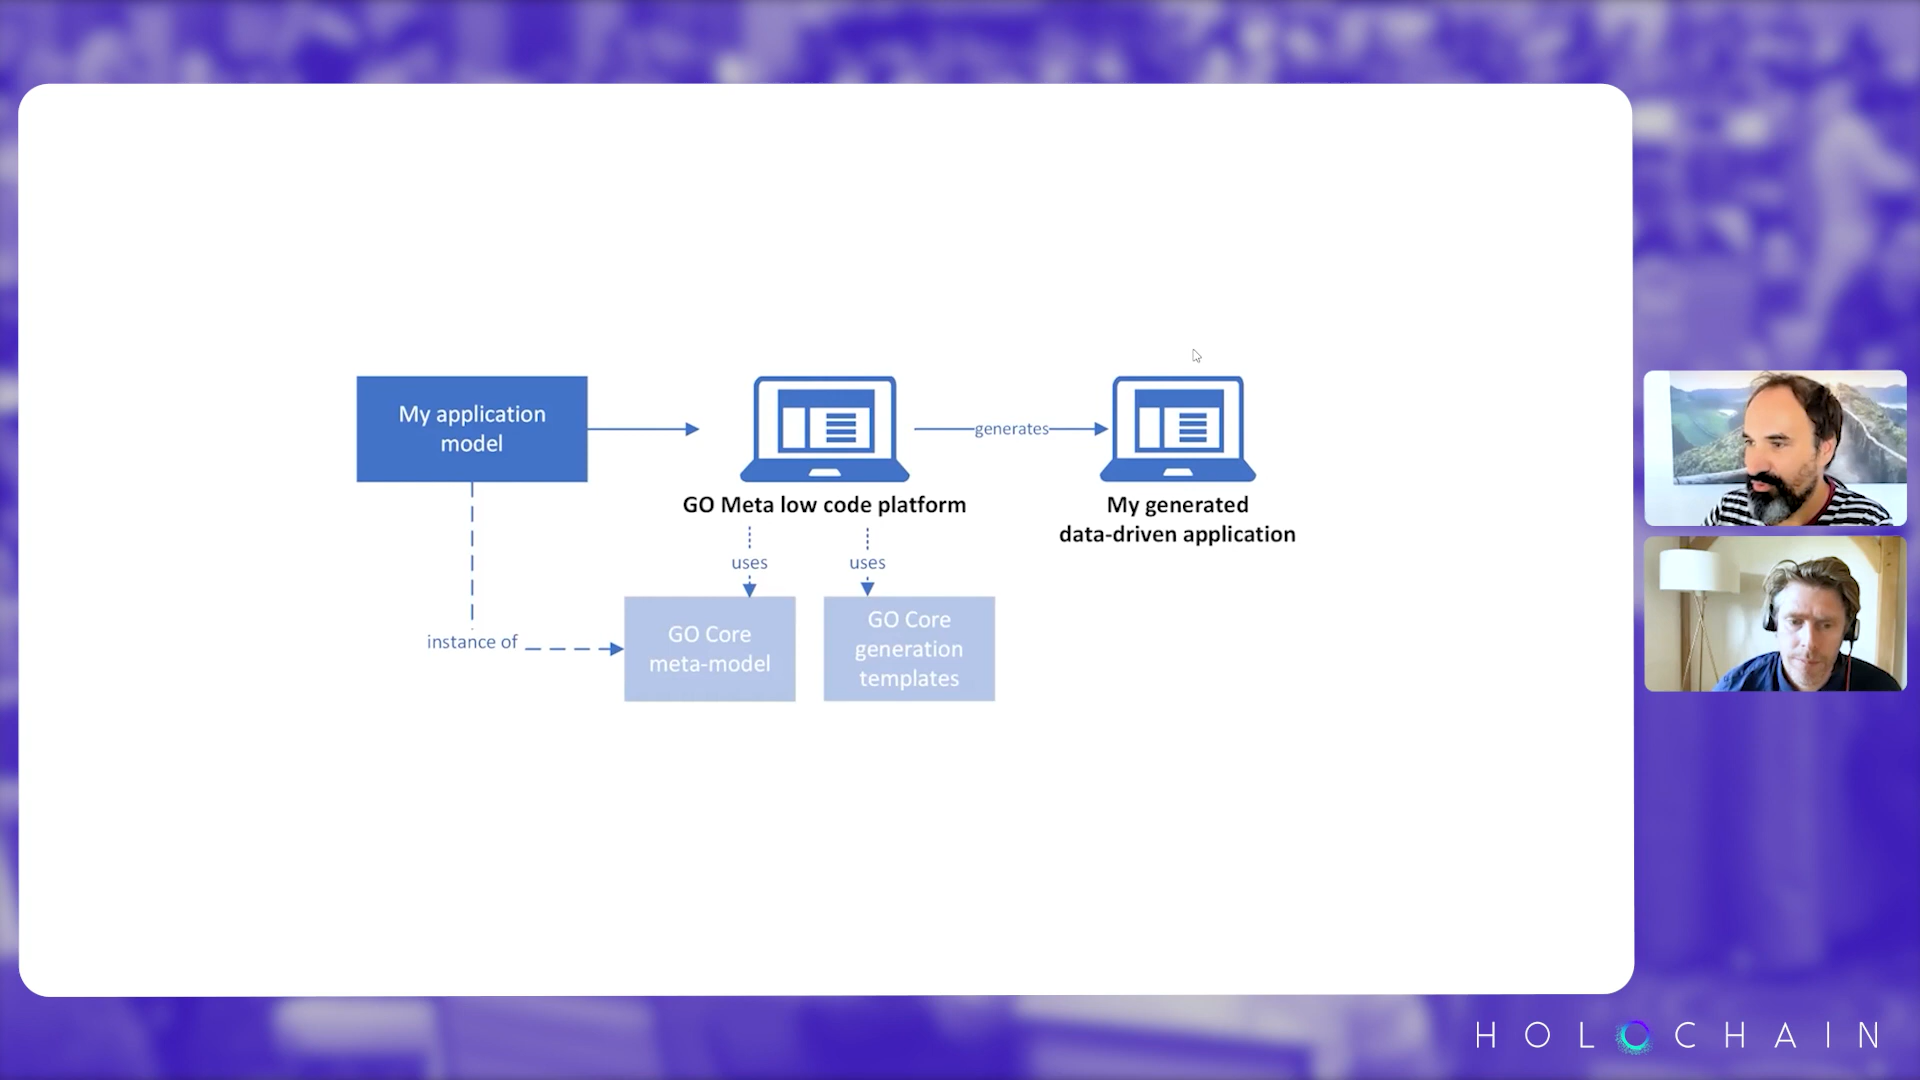 My application
model
generates
GO Meta low code platform
My generated
data-driven application
uses
uses
instance of
GO Core
meta-model
GO Core
generation
templates
HOLOCHAIN